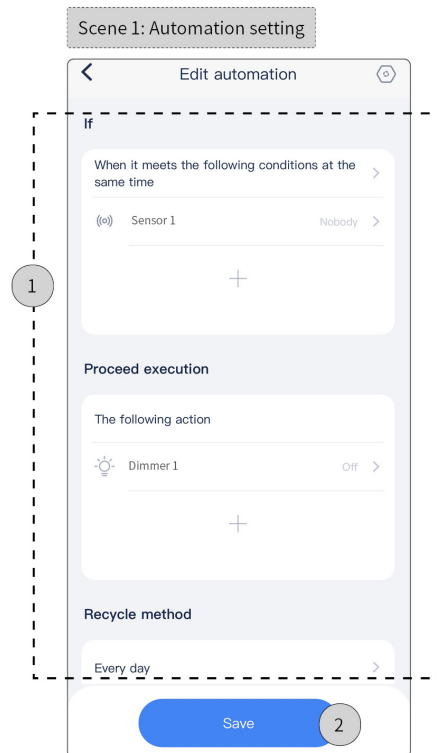 Scene 1: Automation setting
Edit automation
If
When it meets the following conditions at the
same time
Sensor 1 Nobody
1
Proceed execution
The following action
Dimmer 1 Off
Recycle method
Every day
Save 2